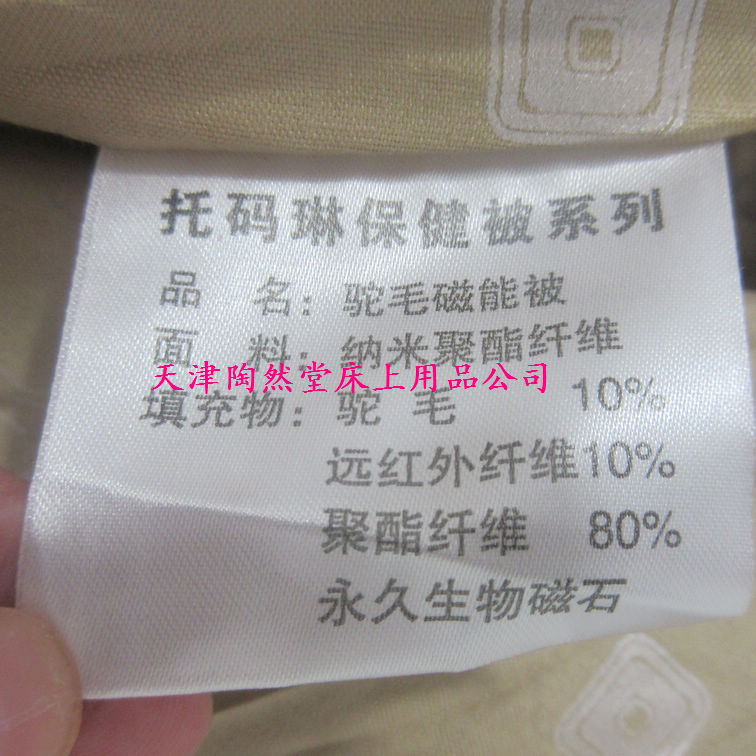 托码琳保健被系列
品 名：驼毛磁能被
面 料：纳米聚酯纤维
天津陶然堂床上用品公司
填充物：驼 毛 10%
远红外纤维10%
聚酯纤维 80%
永久生物磁石